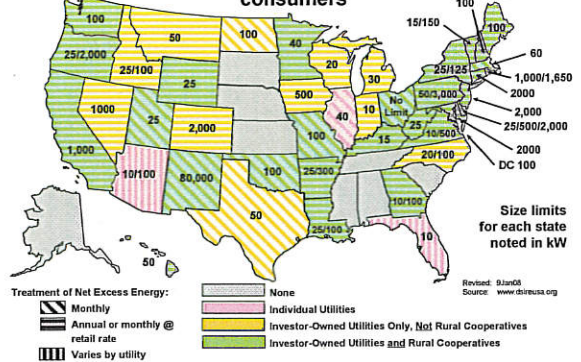 consumers
100
100
15/150
100
60
1,000/1,650
2000
2,000
25/500/2,000
2000
DC 100
25/2,000
50
100
40
25/100
25
20
30
25/125
50/3,000
1000
25
2,000
500
40
10
No
Limit
25
10/500
1,000
10/100
80,000
100
100
15
20/100
25/300
50
25/100
10/100
10
50
Size limits
for each state
noted in kW
Revised: 9Jan08
Source: www.dsireusa.org
Treatment of Net Excess Energy:
Monthly
Annual or monthly @
retail rate
Varies by utility
None
Individual Utilities
Investor-Owned Utilities Only, Not Rural Cooperatives
Investor-Owned Utilities and Rural Cooperatives